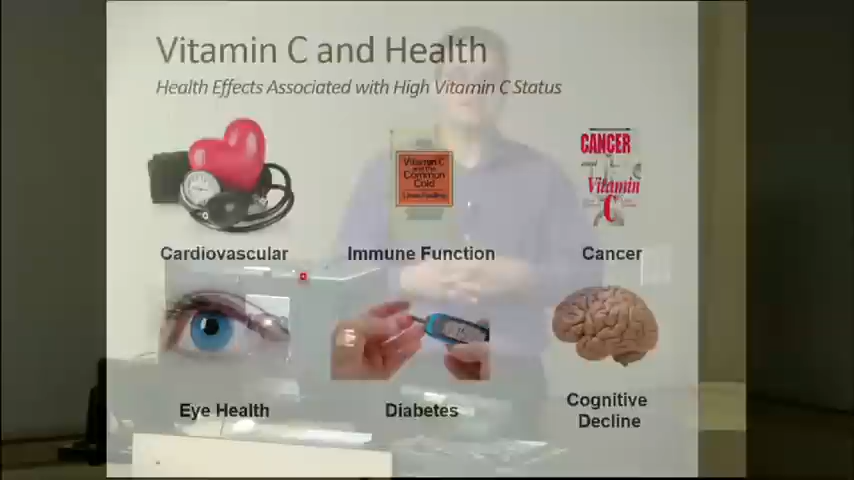 Vitamin C and Health
Health Effects Associated with High Vitamin C Status
Vitamin C
and the
Common
Cold
CANCER
Vitamin
C
Cardiovascular
Immune Function
Cancer
Eye Health
Diabetes
Cognitive
Decline